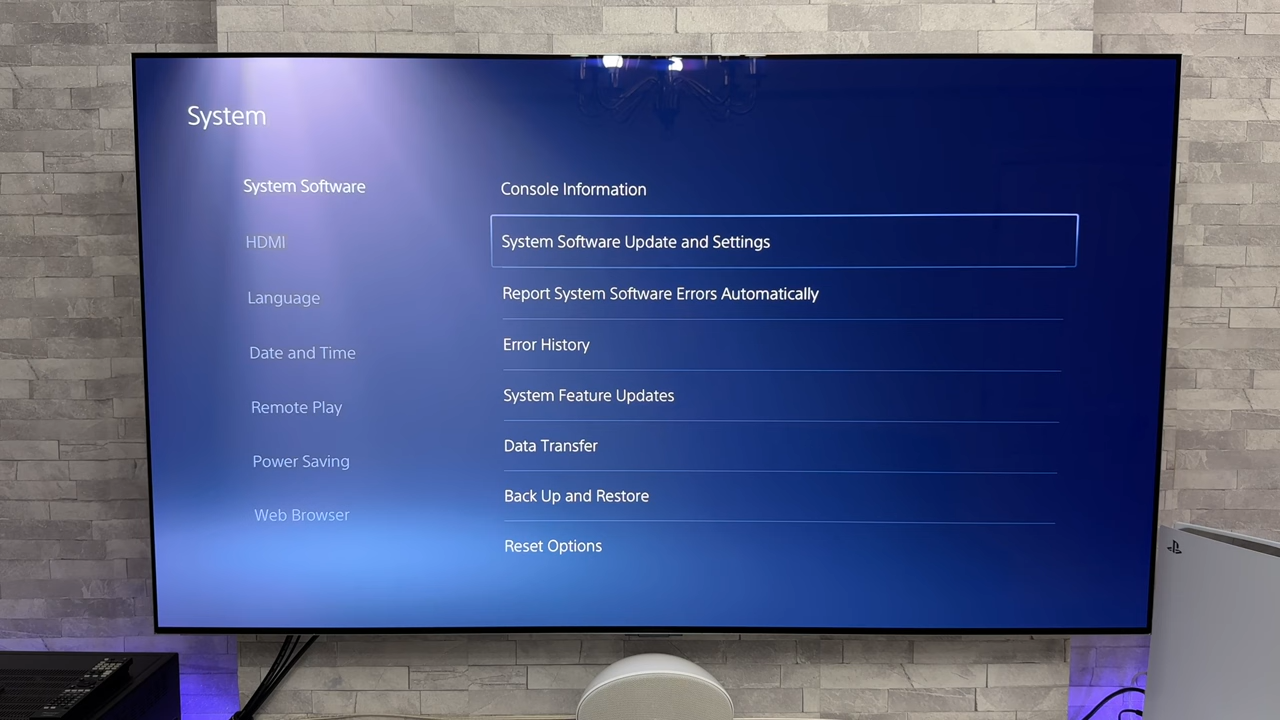 System
System Software
HDMI
Language
Date and Time
Remote Play
Power Saving
Web Browser
Console Information
System Software Update and Settings
Report System Software Errors Automatically
Error History
System Feature Updates
Data Transfer
Back Up and Restore
Reset Options